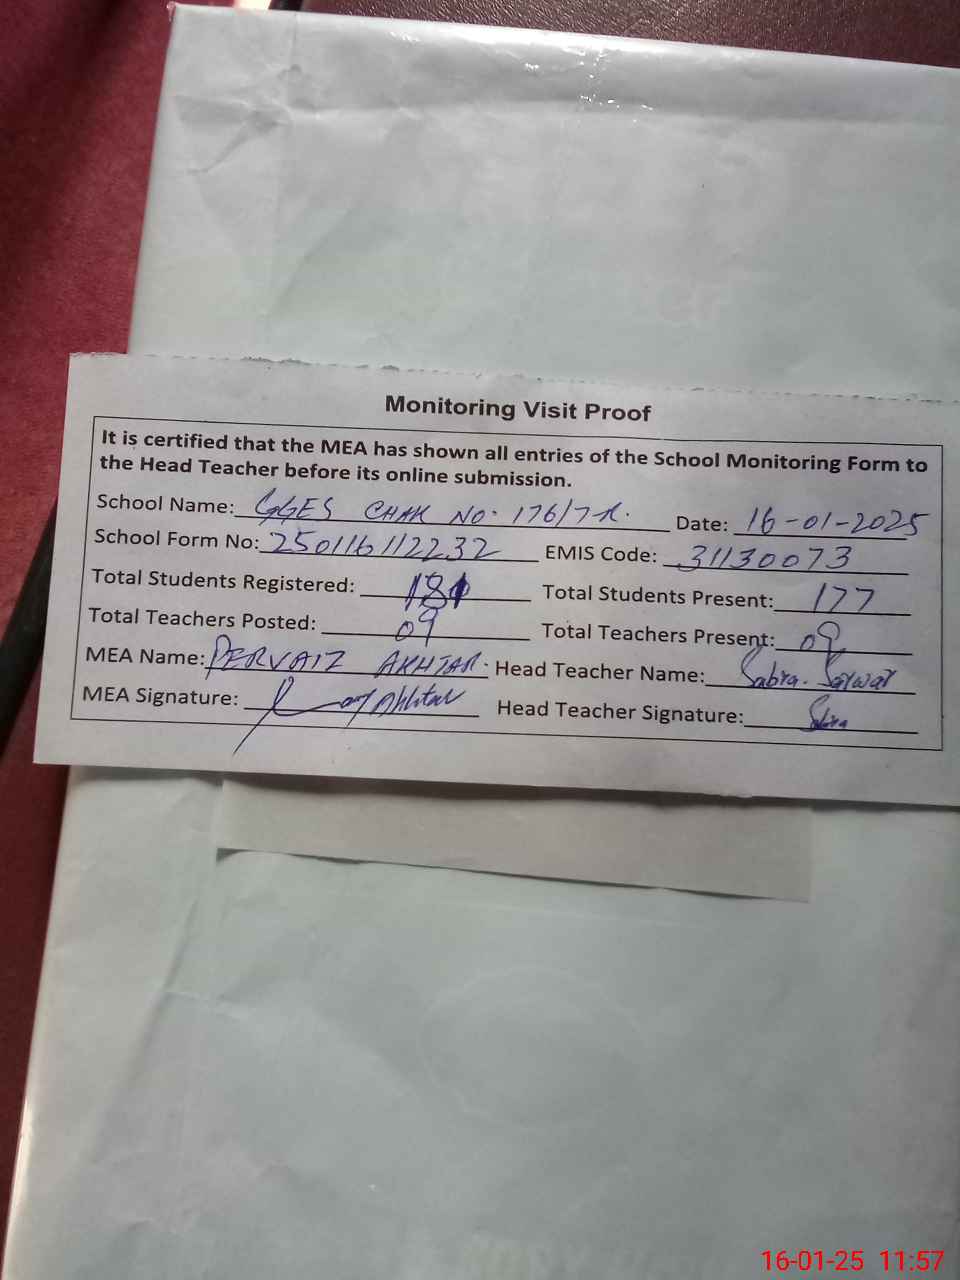 Monitoring Visit Proof
It is certified that the MEA has shown all entries of the School Monitoring Form to
the Head Teacher before its online submission.
School Name: GGES CHAK NO. 176/7-R. Date: 16-01-2025
School Form No: 250116112232 EMIS Code: 31130073
Total Students Registered: 181 Total Students Present: 177
Total Teachers Posted: 09 Total Teachers Present: 09
MEA Name: PERVAIZ AKHTAR. Head Teacher Name: Sabra. Sarwar
MEA Signature: Akhtar Head Teacher Signature: Sabra
16-01-25 11:57